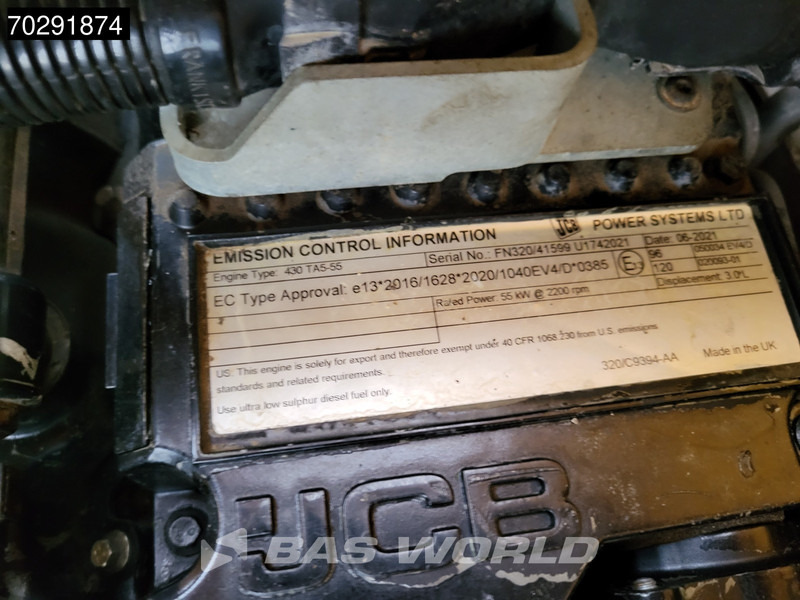 70291874
EMISSION CONTROL INFORMATION JCB POWER SYSTEMS LTD
Engine Type: 430 TA5-55 Serial No.: FN320/41599 U1742021 Date: 06-2021
EC Type Approval: e13*2016/1628*2020/1040EV4/D*0385 96 050034 EV4/D
120 020093-01
Rated Power: 55 kW @ 2200 rpm Displacement: 3.0L
US: This engine is solely for export and therefore exempt under 40 CFR 1068.230 from U.S. emissions
standards and related requirements.
Use ultra low sulphur diesel fuel only.
320/C9394-AA Made in the UK
JCB
BAS WORLD